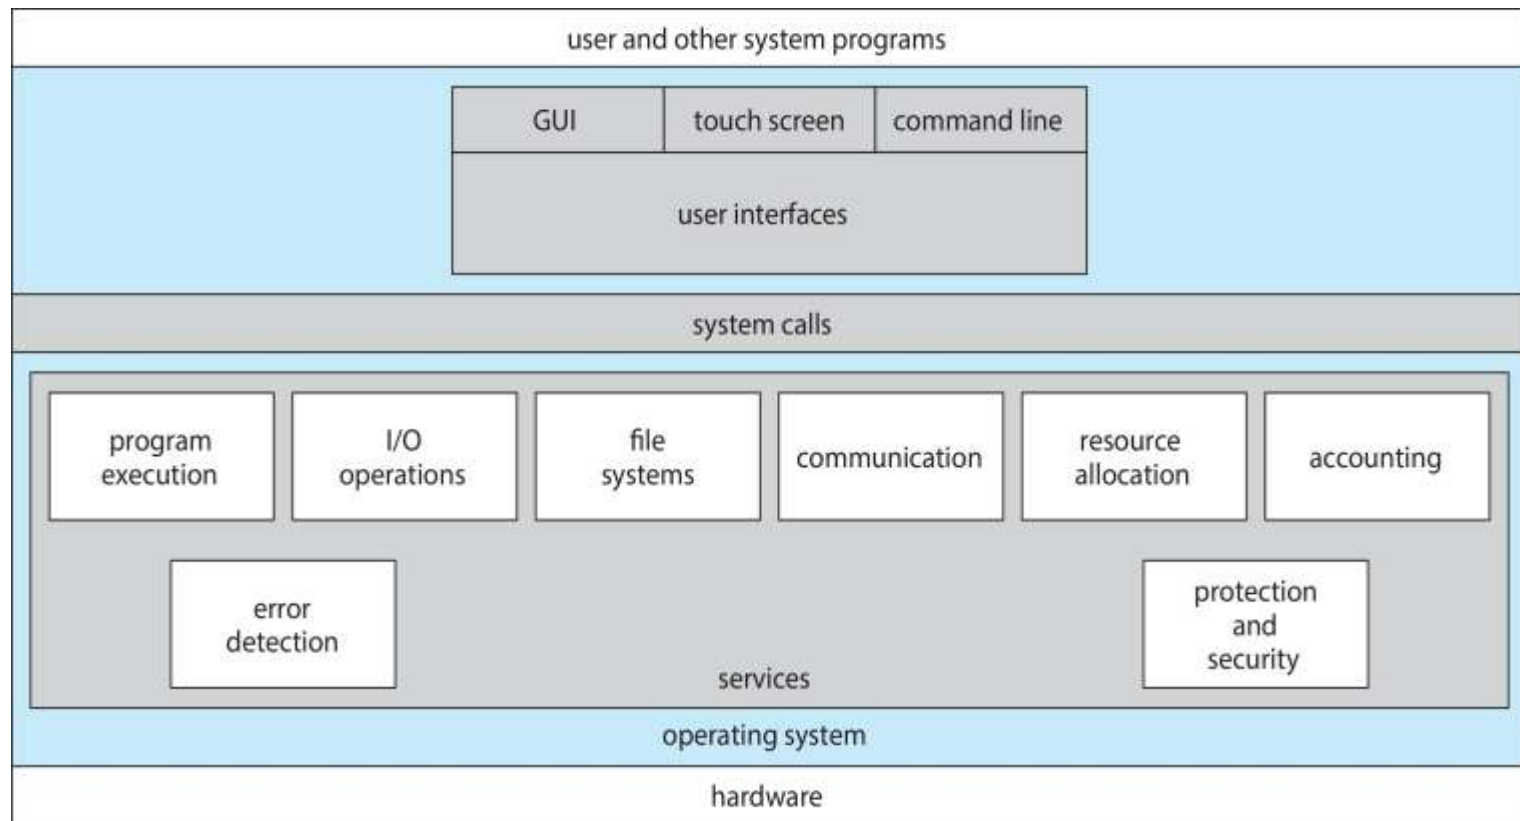 user and other system programs
GUI
touch screen
command line
user interfaces
system calls
program
execution
I/O
operations
file
systems
communication
resource
allocation
accounting
error
detection
protection
and
security
services
operating system
hardware